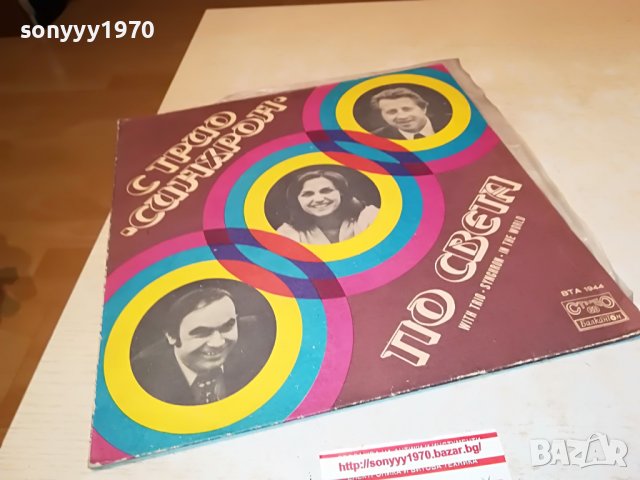 sonyyy1970
С ТРИО
"СИНХРОН"
ПО СВЕТА
WITH TRIO • SYNCHRON • IN THE WORLD
ВТА 1944
СТЕРЕО
Балкантон
http://sonyyy1970.bazar.bg/
BAZAR